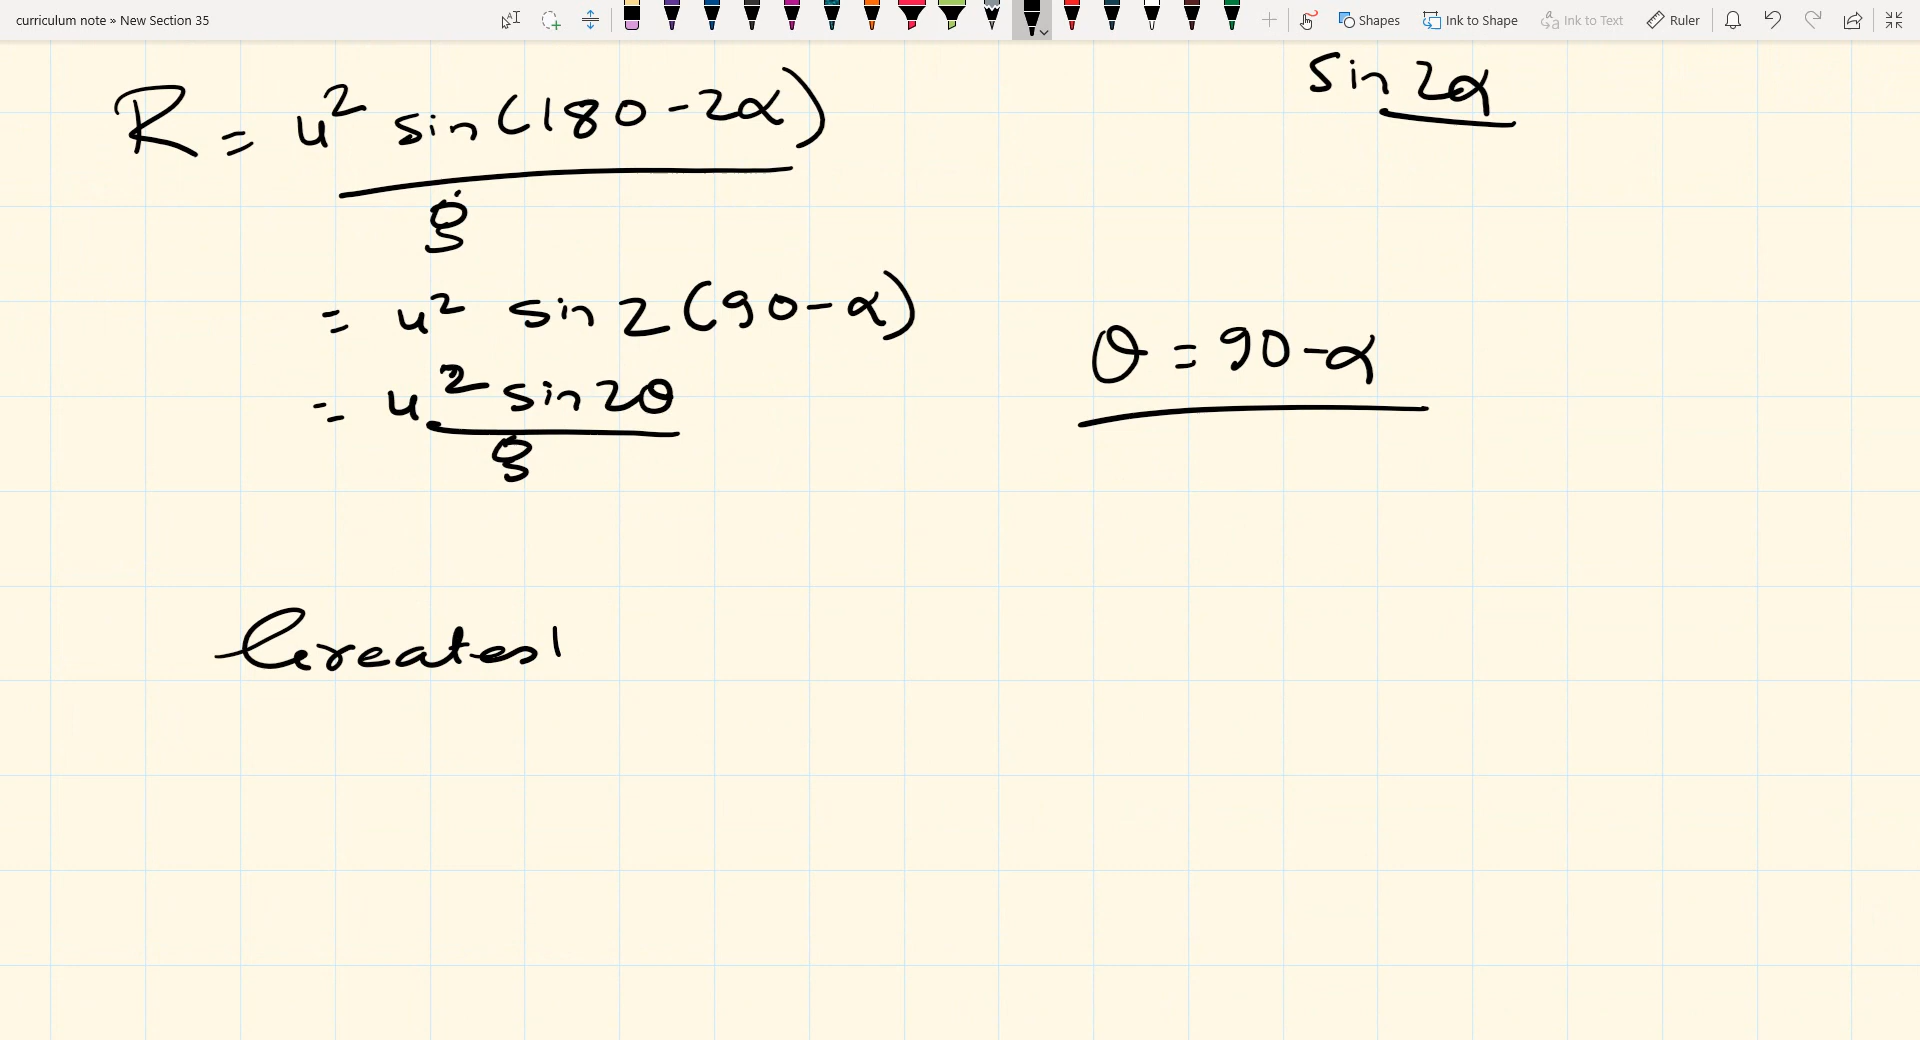 curriculum note » New Section 35
Shapes
Ink to Shape
Ink to Text
Ruler
sin 2α
R = u² sin(180-2α)
g
= u² sin 2(90-α)
θ = 90-α
= u² sin 2θ
g
Greatest